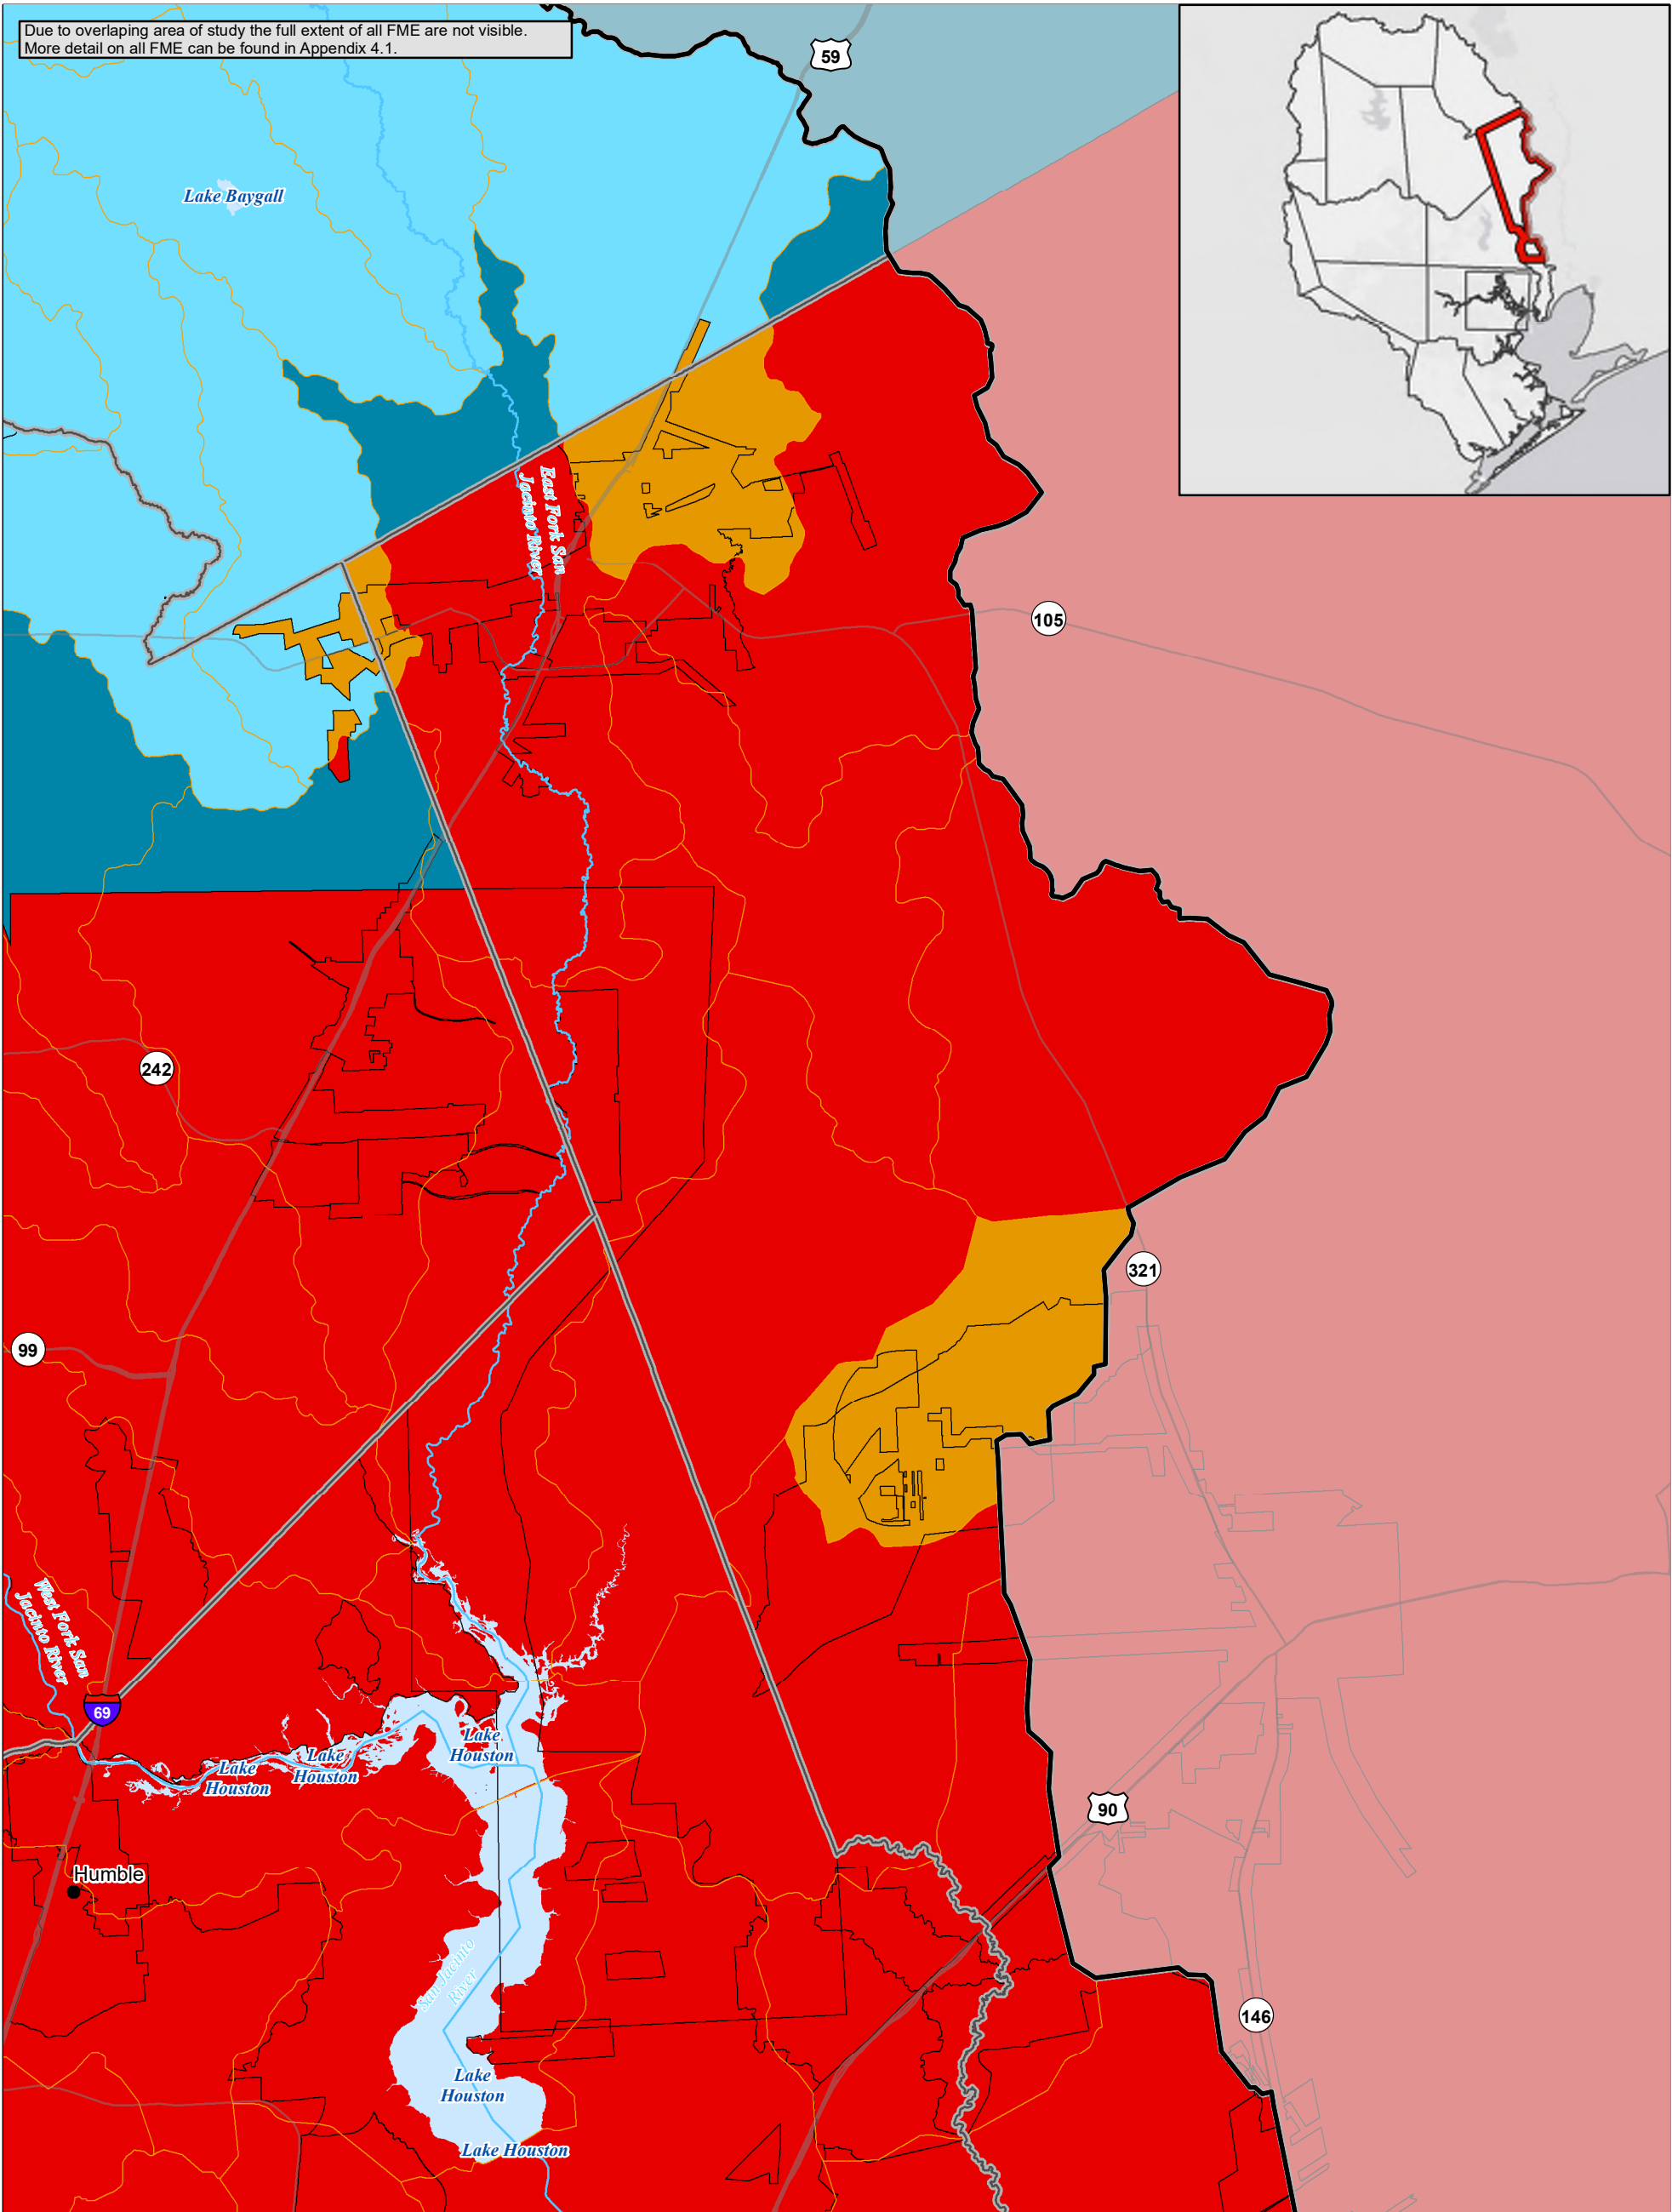 Due to overlaping area of study the full extent of all FME are not visible.
More detail on all FME can be found in Appendix 4.1.
59
Lake Baygall
East Fork San
Jacinto River
105
242
321
99
West Fork San
Jacinto River
69
Lake
Houston
Lake
Houston
Lake
Houston
90
Humble
San Jacinto
River
146
Lake
Houston
Lake Houston